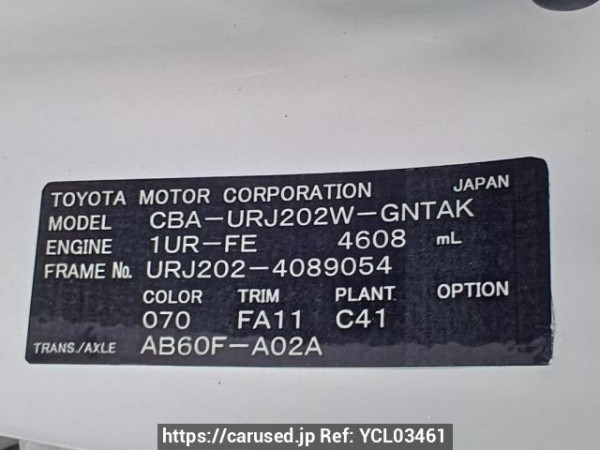 TOYOTA MOTOR CORPORATION JAPAN
MODEL CBA-URJ202W-GNTAK
ENGINE 1UR-FE 4608 mL
FRAME No. URJ202-4089054
COLOR TRIM PLANT OPTION
070 FA11 C41
TRANS./AXLE AB60F-A02A
https://carused.jp Ref: YCL03461